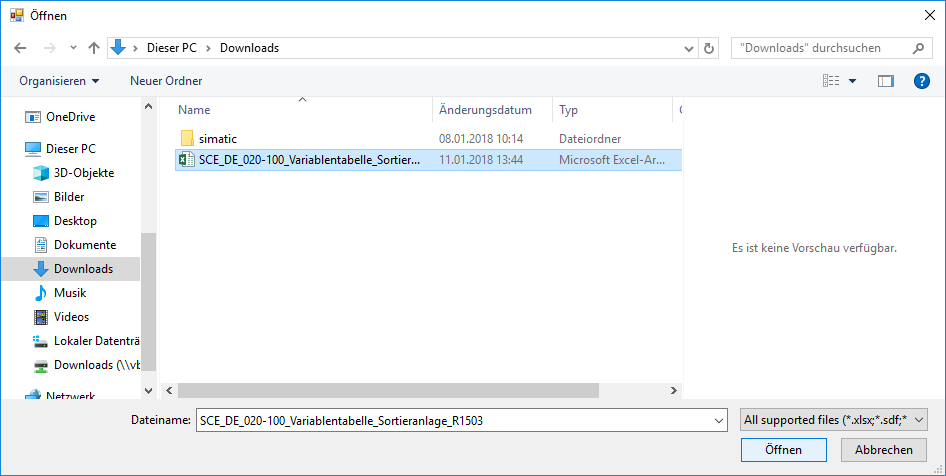 Öffnen
Dieser PC > Downloads
"Downloads" durchsuchen
Organisieren
Neuer Ordner
?
Name
Änderungsdatum
Typ
OneDrive
Dieser PC
3D-Objekte
Bilder
Desktop
Dokumente
Downloads
Musik
Videos
Lokaler Datenträ
Downloads (\\vb
Netzwerk
simatic
08.01.2018 10:14
Dateiordner
SCE_DE_020-100_Variablentabelle_Sortier...
11.01.2018 13:44
Microsoft Excel-Ar...
Es ist keine Vorschau verfügbar.
Dateiname:
SCE_DE_020-100_Variablentabelle_Sortieranlage_R1503
All supported files (*.xlsx;*.sdf;*
Öffnen
Abbrechen